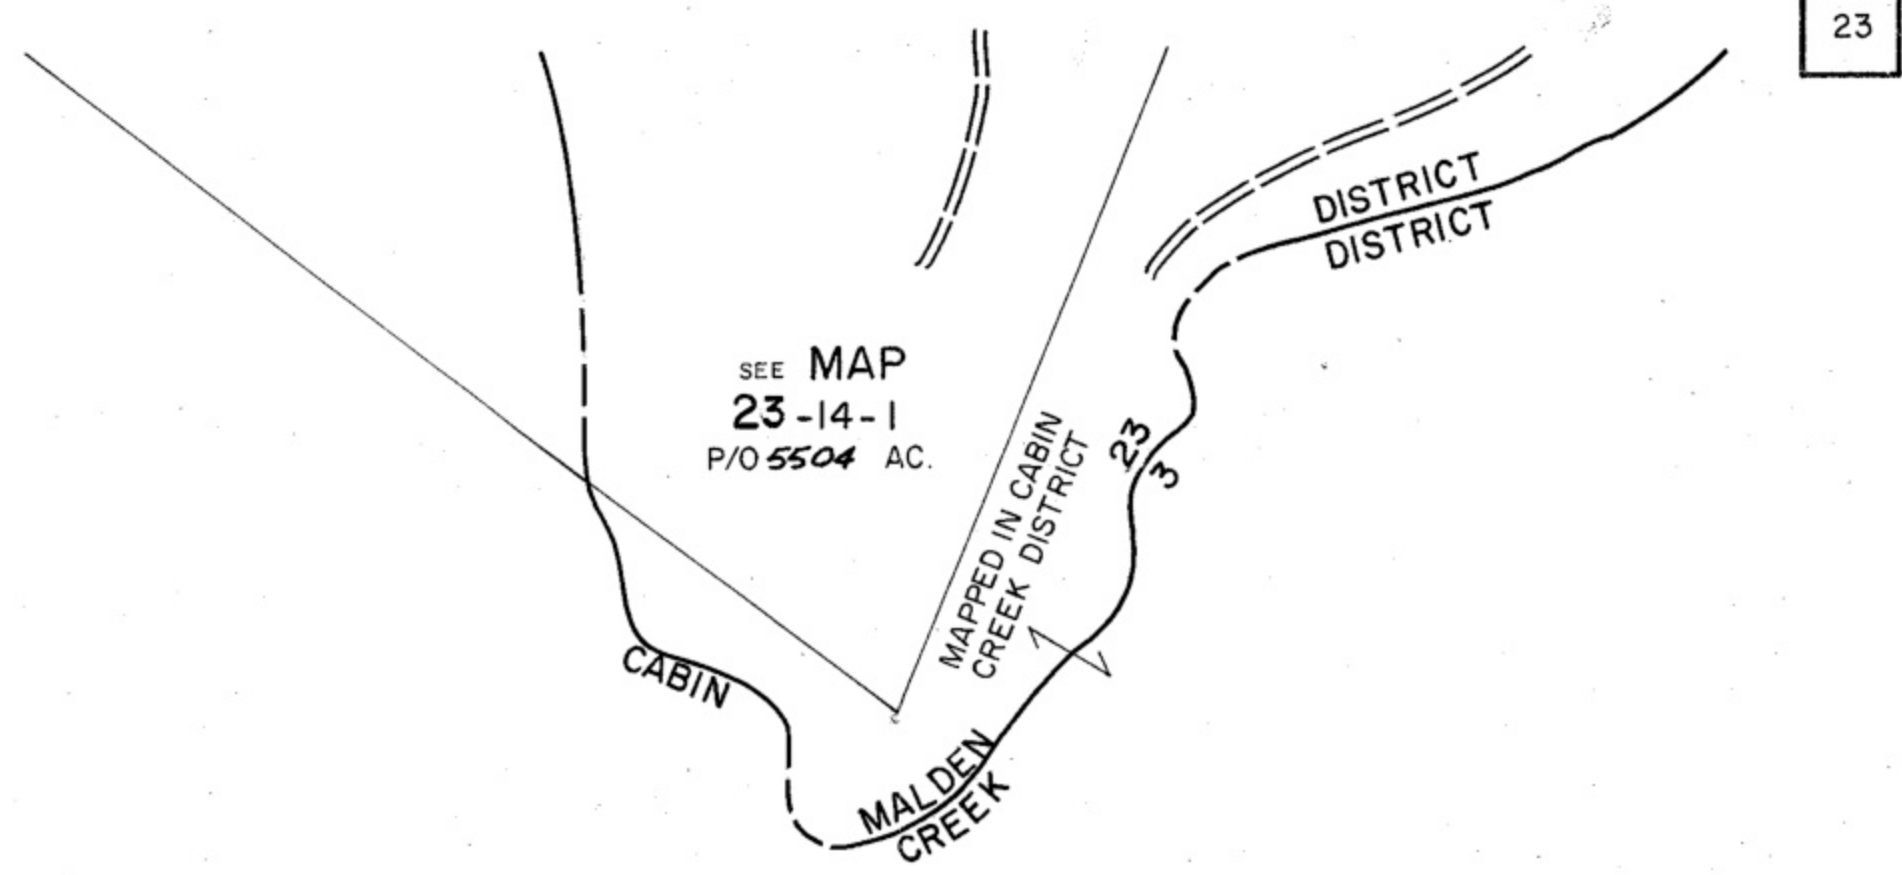 23
DISTRICT
DISTRICT
SEE MAP
23-14-1
P/O 5504 AC.
MAPPED IN CABIN
CREEK DISTRICT
23
3
CABIN
MALDEN
CREEK